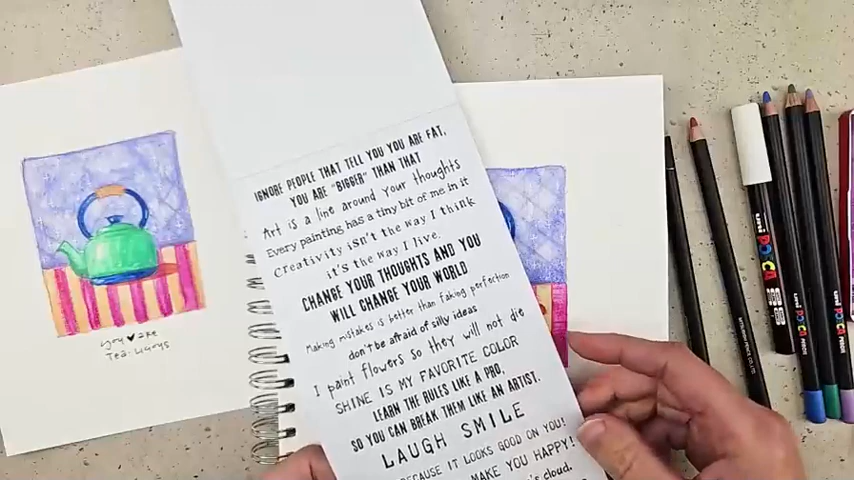 IGNORE PEOPLE THAT TELL YOU YOU ARE FAT,
YOU ARE "BIGGER" THAN THAT
Art is a line around your thoughts
Every painting has a tiny bit of me in it
Creativity isn't the way I think
it's the way I live.
CHANGE YOUR THOUGHTS AND YOU
WILL CHANGE YOUR WORLD
Making mistakes is better than faking perfection
don't be afraid of silly ideas
I paint flowers so they will not die
SHINE IS MY FAVORITE COLOR
LEARN THE RULES LIKE A PRO,
SO YOU CAN BREAK THEM LIKE AN ARTIST.
LAUGH SMILE
BECAUSE IT LOOKS GOOD ON YOU!
MAKE YOU HAPPY!
cloud.
YOU ♥ ARE
POSCA
uni POSCA
uni POSCA